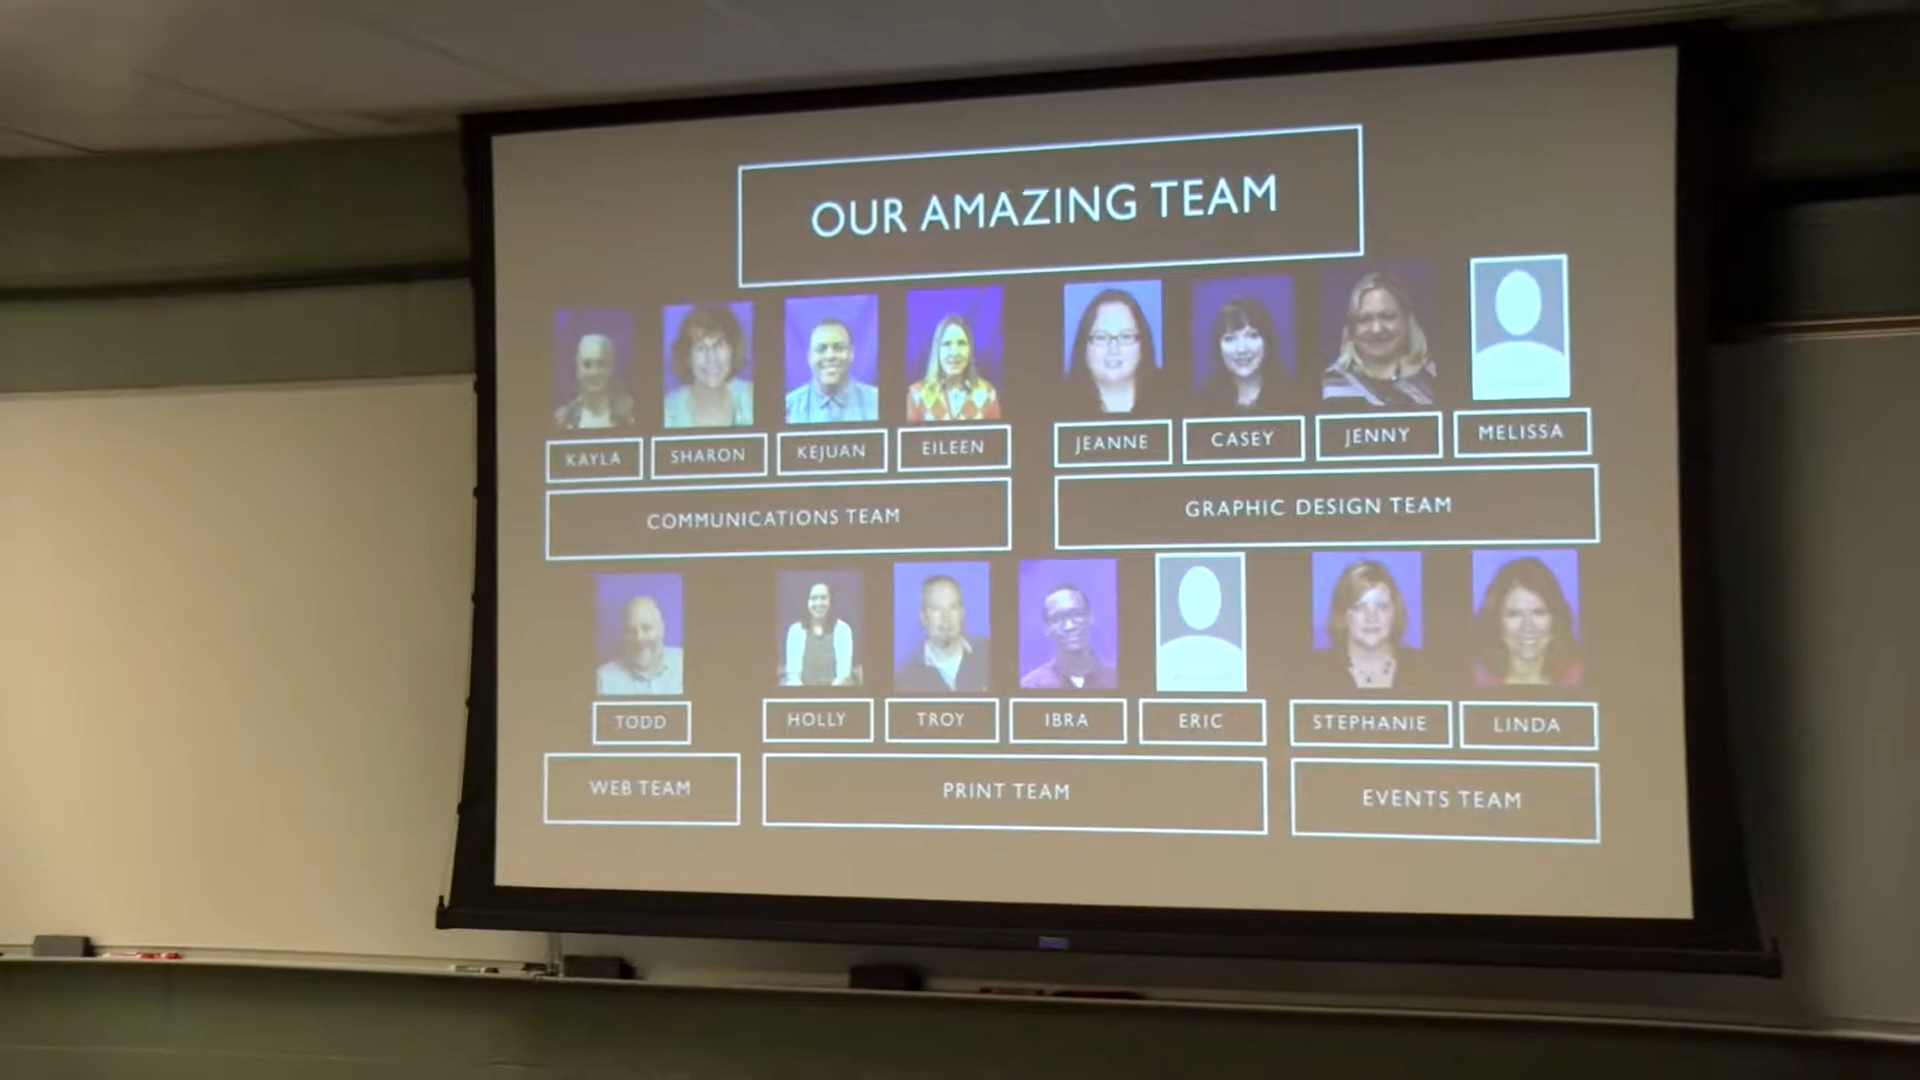 OUR AMAZING TEAM
KAYLA
SHARON
KEJUAN
EILEEN
JEANNE
CASEY
JENNY
MELISSA
COMMUNICATIONS TEAM
GRAPHIC DESIGN TEAM
TODD
HOLLY
TROY
IBRA
ERIC
STEPHANIE
LINDA
WEB TEAM
PRINT TEAM
EVENTS TEAM